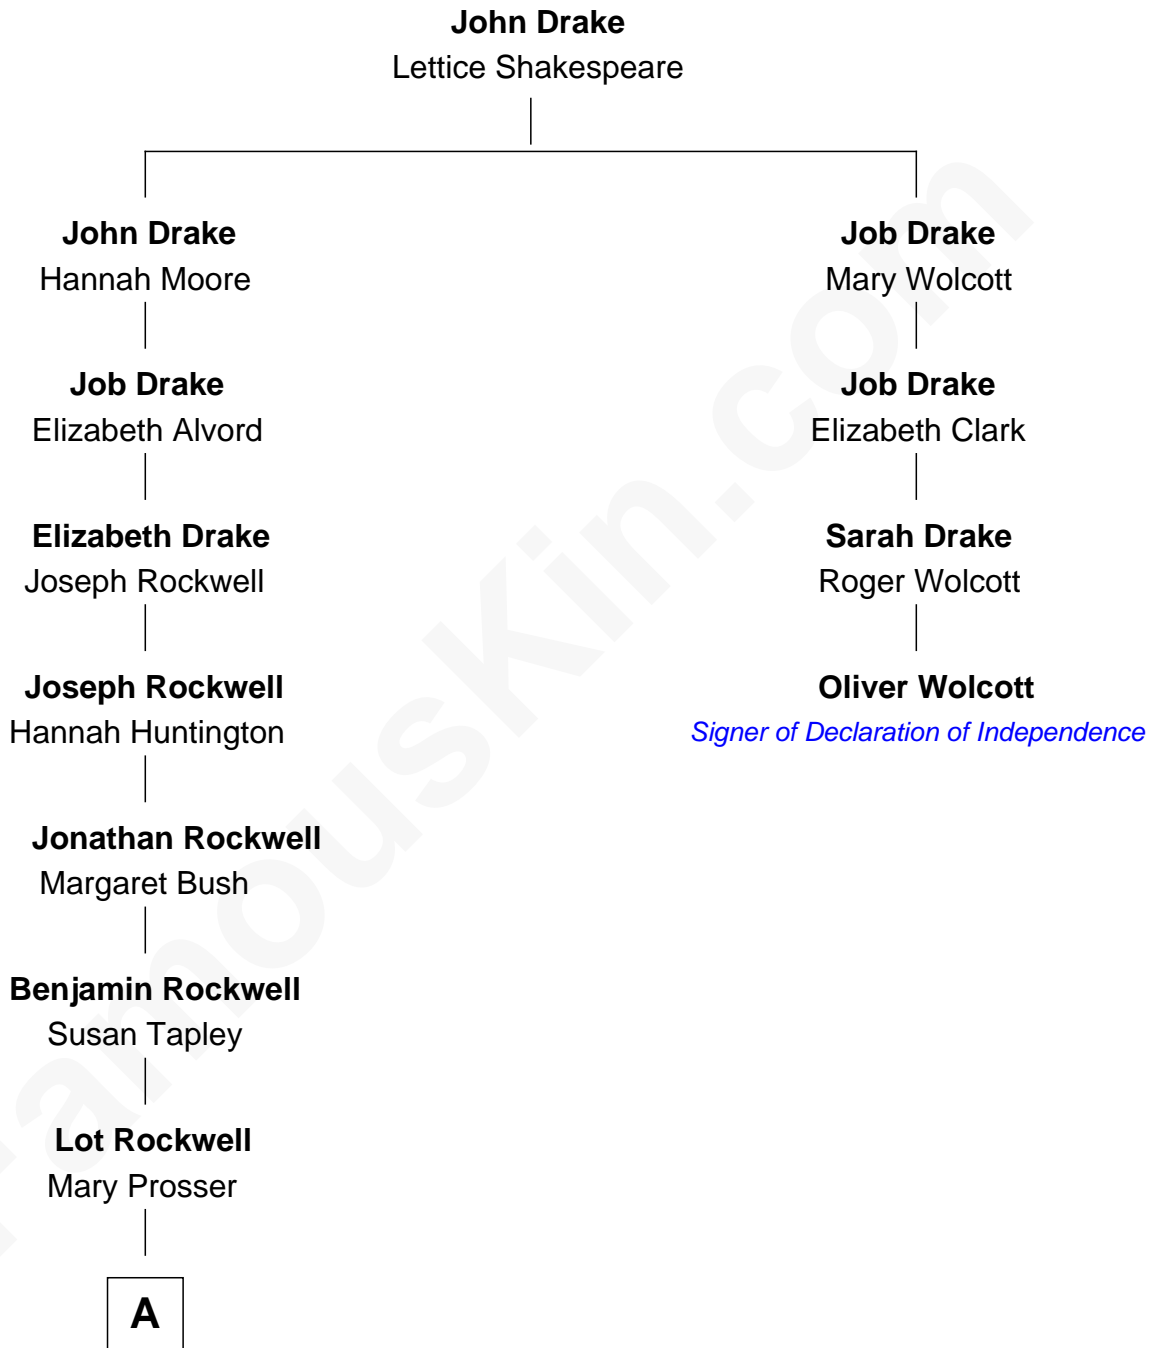 John Drake
Lettice Shakespeare
John Drake
Hannah Moore
Job Drake
Mary Wolcott
Job Drake
Elizabeth Alvord
Job Drake
Elizabeth Clark
Elizabeth Drake
Joseph Rockwell
Sarah Drake
Roger Wolcott
Joseph Rockwell
Hannah Huntington
Oliver Wolcott
Signer of Declaration of Independence
Jonathan Rockwell
Margaret Bush
Benjamin Rockwell
Susan Tapley
Lot Rockwell
Mary Prosser
A
FamousKin.com